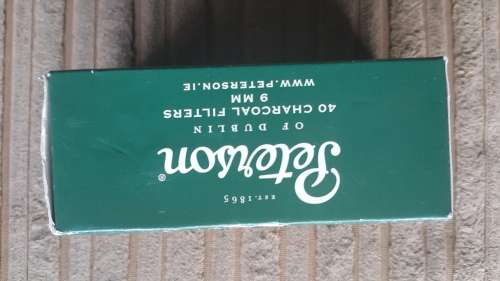 EST. 1865
Peterson®
OF DUBLIN
40 CHARCOAL FILTERS
9 MM
WWW.PETERSON.IE